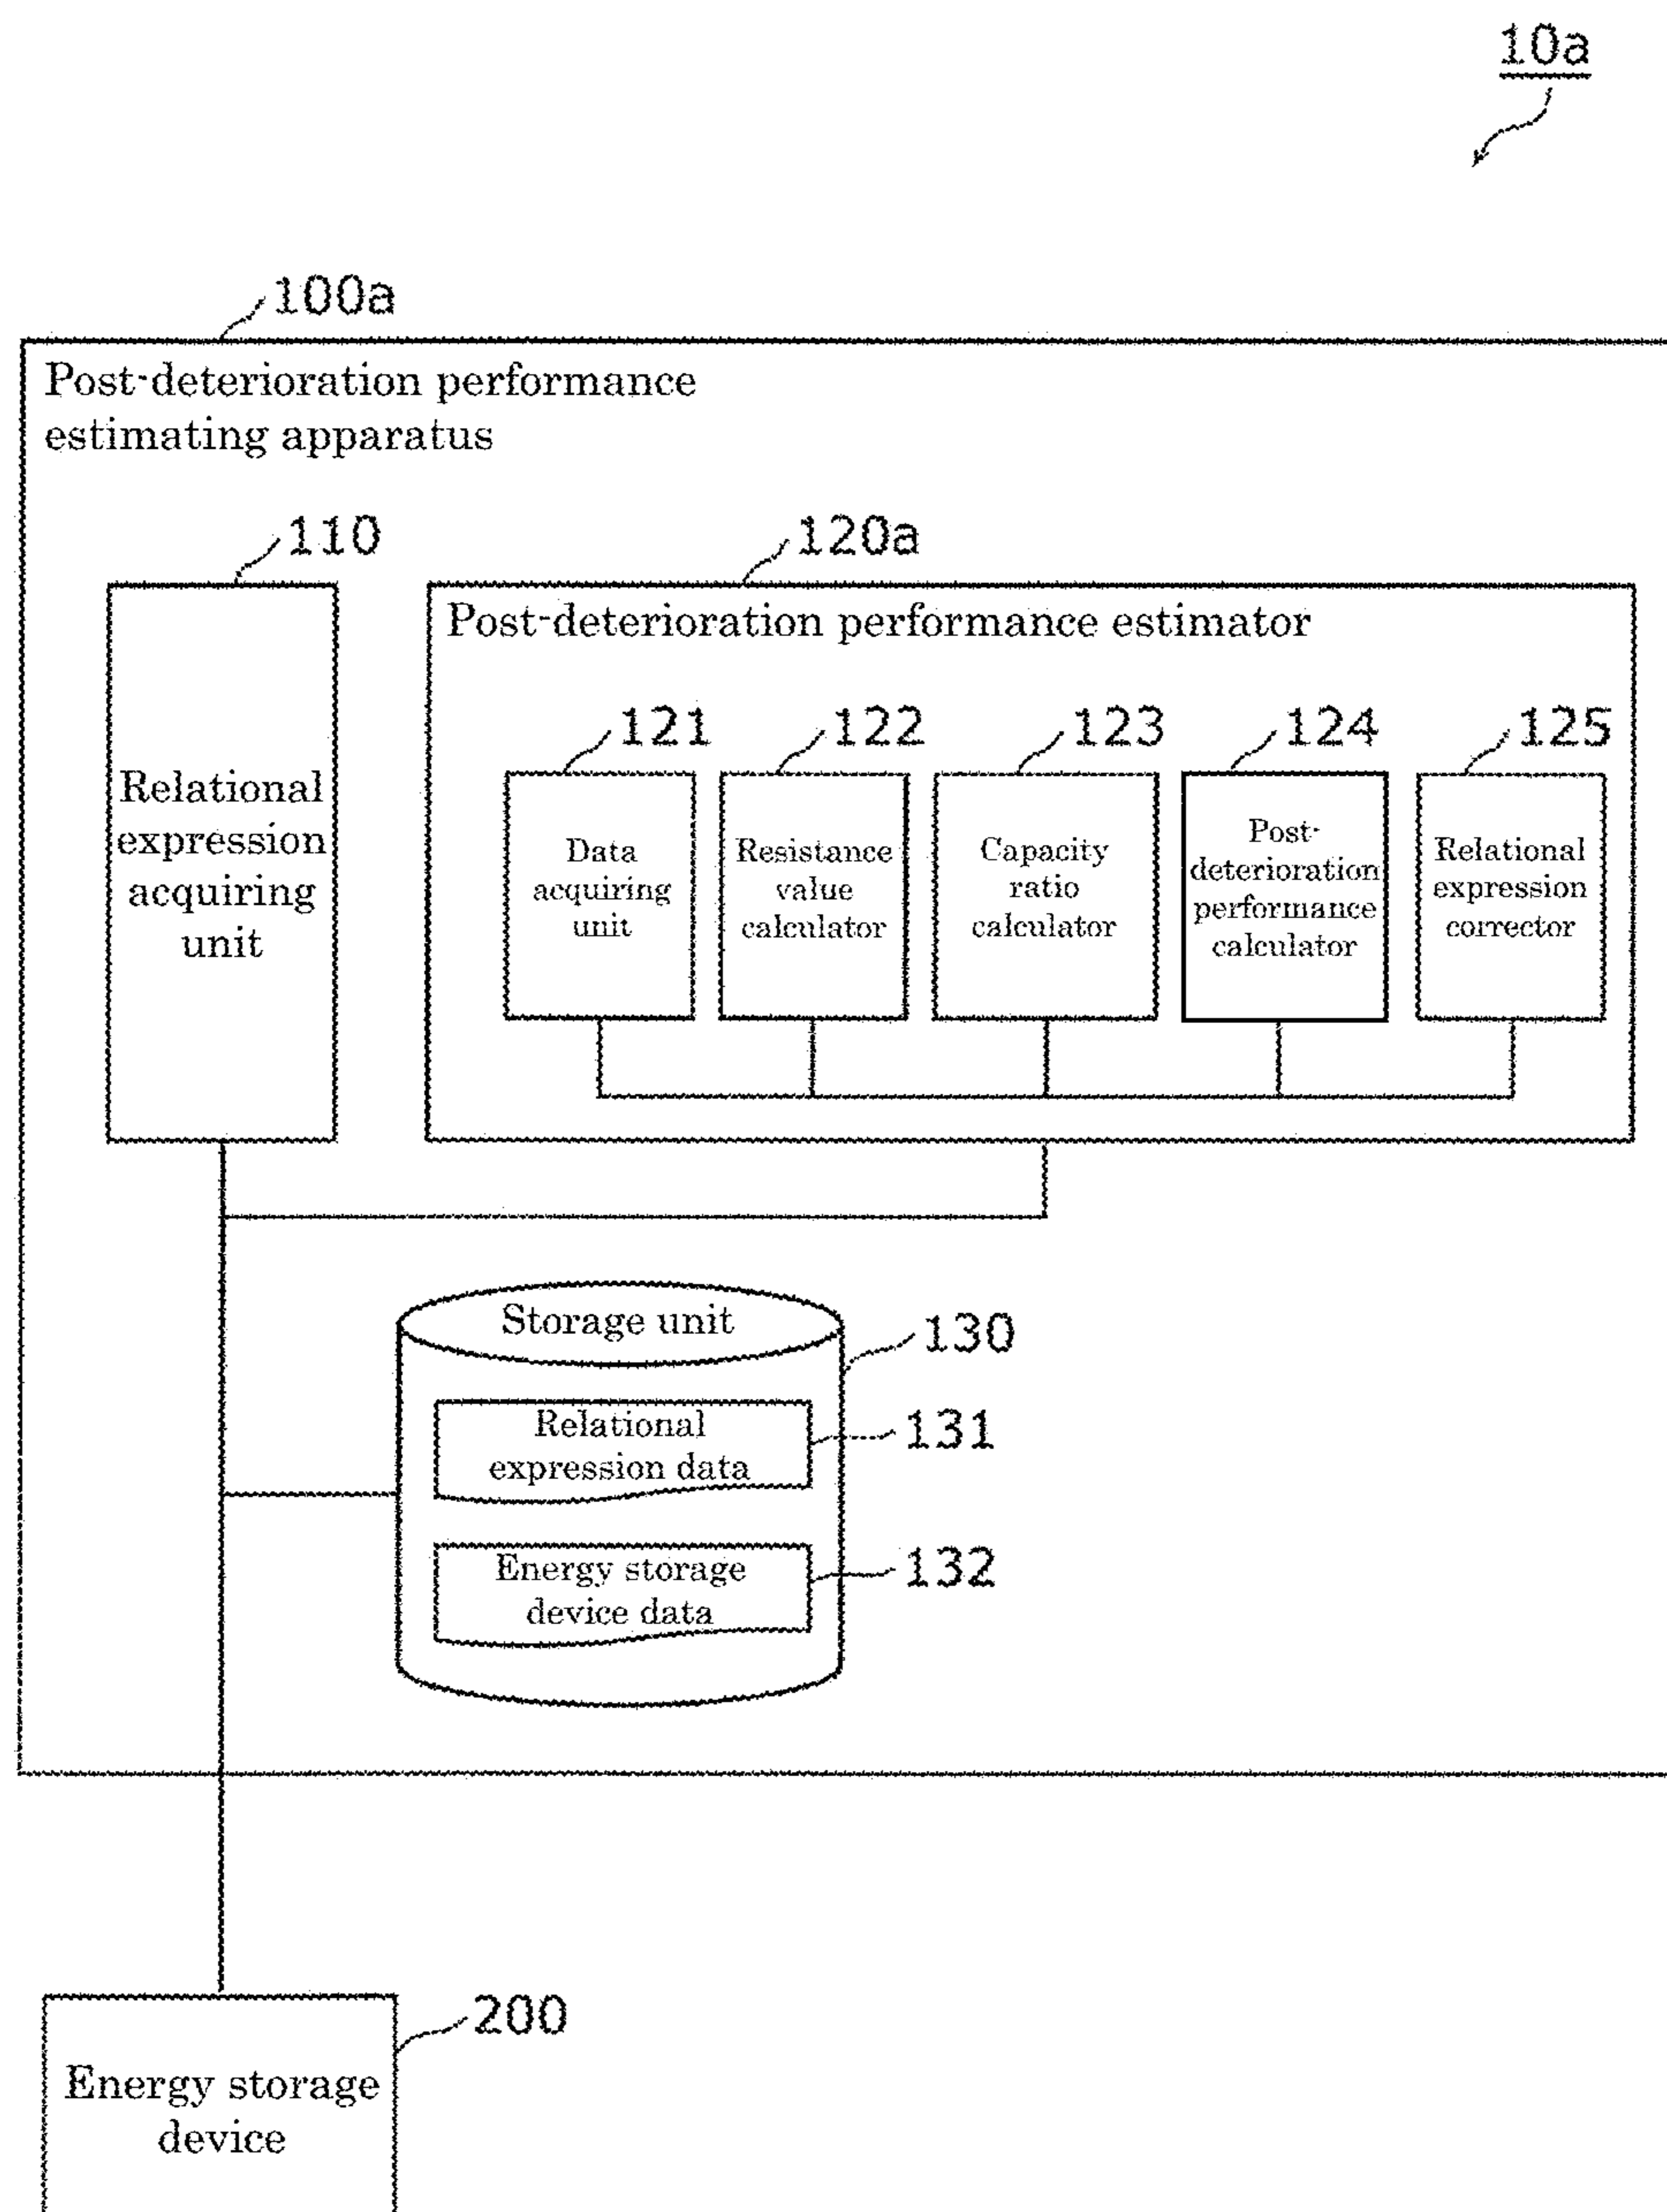 10a
100a
Post-deterioration performance
estimating apparatus
110
120a
Post-deterioration performance estimator
121
122
123
124
125
Relational
expression
acquiring
unit
Data
acquiring
unit
Resistance
value
calculator
Capacity
ratio
calculator
Post-
deterioration
performance
calculator
Relational
expression
corrector
Storage unit
130
Relational
expression data
131
Energy storage
device data
132
200
Energy storage
device